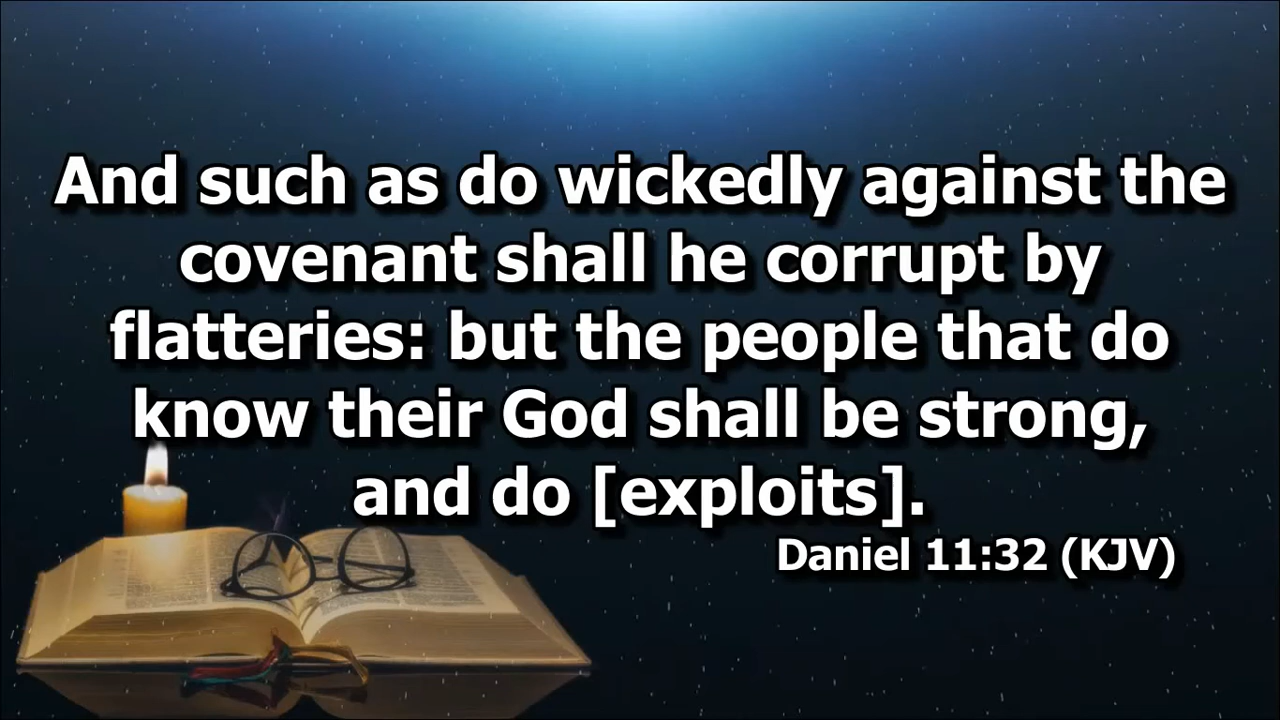 And such as do wickedly against the
covenant shall he corrupt by
flatteries: but the people that do
know their God shall be strong,
and do [exploits].
Daniel 11:32 (KJV)